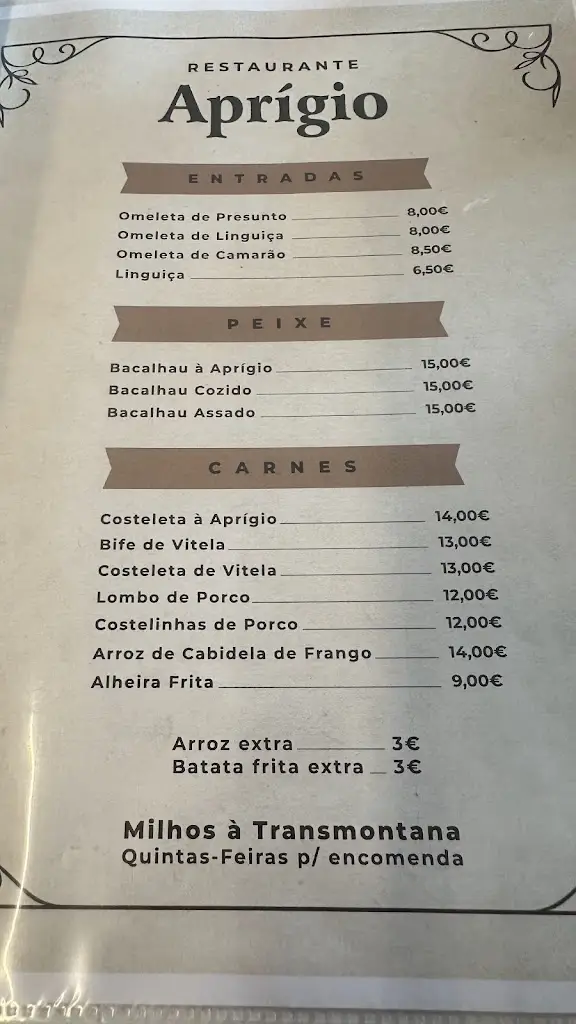 RESTAURANTE
Aprígio
ENTRADAS
Omeleta de Presunto 8,00€
Omeleta de Linguiça 8,00€
Omeleta de Camarão 8,50€
Linguiça 6,50€
PEIXE
Bacalhau à Aprígio 15,00€
Bacalhau Cozido 15,00€
Bacalhau Assado 15,00€
CARNES
Costeleta à Aprígio 14,00€
Bife de Vitela 13,00€
Costeleta de Vitela 13,00€
Lombo de Porco 12,00€
Costelinhas de Porco 12,00€
Arroz de Cabidela de Frango 14,00€
Alheira Frita 9,00€
Arroz extra 3€
Batata frita extra 3€
Milhos à Transmontana
Quintas-Feiras p/ encomenda